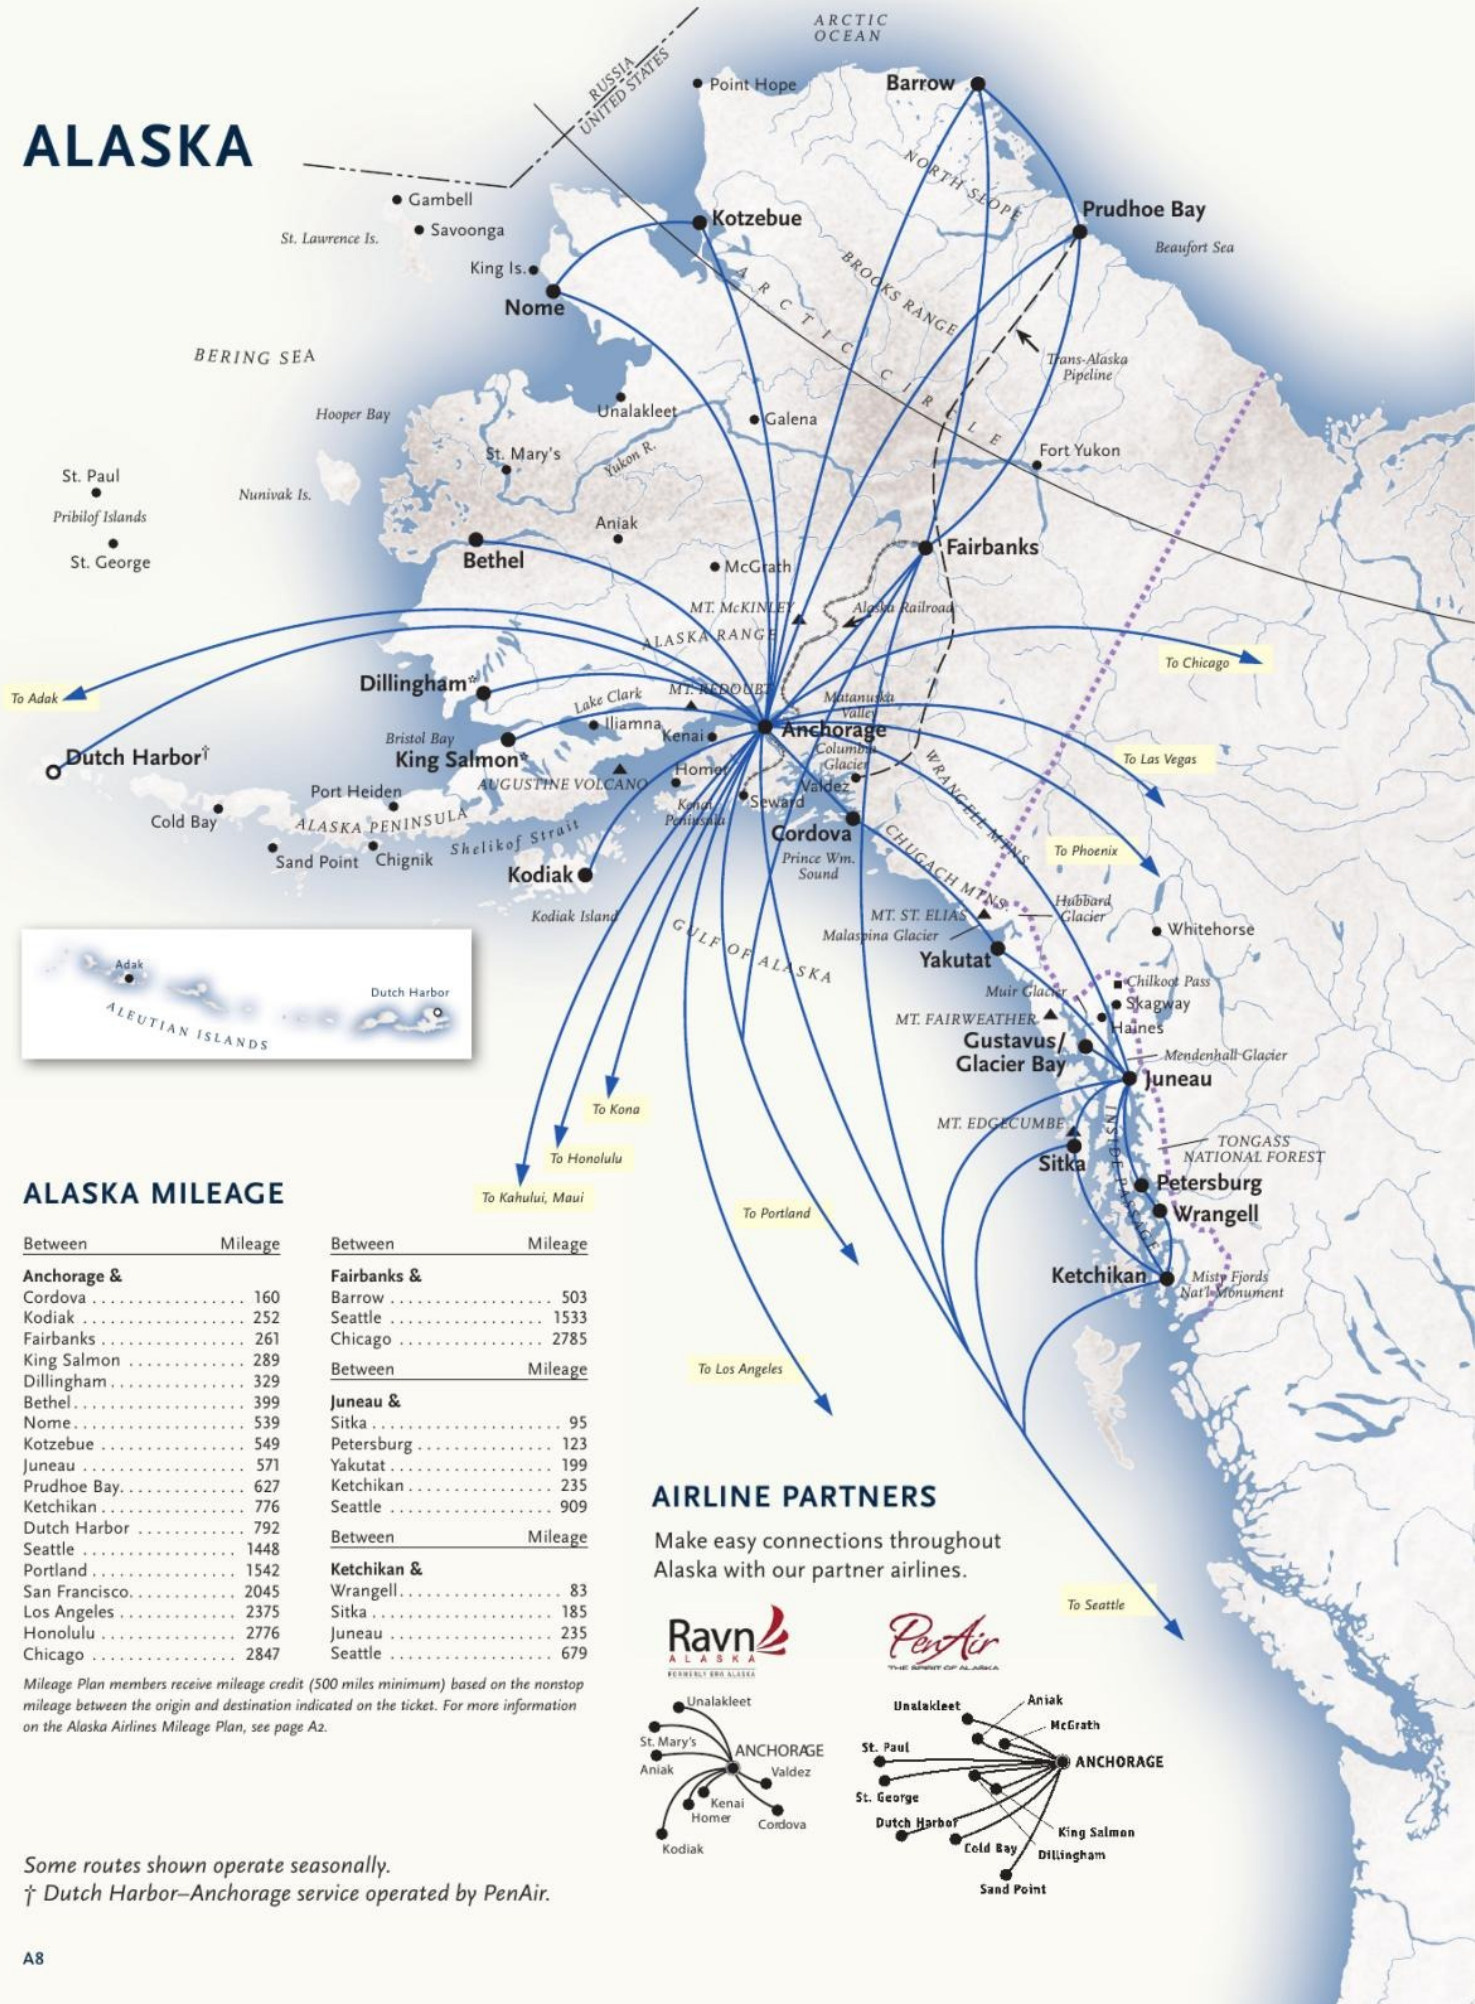 ARCTIC
OCEAN
RUSSIA
UNITED STATES
Point Hope
Barrow
ALASKA
NORTH SLOPE
Gambell
Savoonga
St. Lawrence Is.
Kotzebue
Prudhoe Bay
Beaufort Sea
King Is.
Nome
BROOKS RANGE
ARCTIC CIRCLE
BERING SEA
Trans-Alaska
Pipeline
Hooper Bay
Unalakleet
Galena
St. Mary's
Yukon R.
Fort Yukon
St. Paul
Nunivak Is.
Pribilof Islands
St. George
Aniak
Bethel
McGrath
Fairbanks
MT. McKINLEY
Alaska Railroad
ALASKA RANGE
To Chicago
To Adak
Dillingham*
Lake Clark
MT. REDOUBT
Matanuska
Valley
Iliamna
Kenai
Anchorage
Bristol Bay
King Salmon*
Columbia
Glacier
Dutch Harbor†
WRANGELL MTNS.
To Las Vegas
AUGUSTINE VOLCANO
Homer
Valdez
Port Heiden
Kenai
Peninsula
Seward
Cold Bay
ALASKA PENINSULA
Shelikof Strait
Cordova
CHUGACH MTNS.
To Phoenix
Sand Point
Chignik
Prince Wm.
Sound
Kodiak
Kodiak Island
GULF OF ALASKA
MT. ST. ELIAS
Hubbard
Glacier
Malaspina Glacier
Whitehorse
Yakutat
Adak
Dutch Harbor
ALEUTIAN ISLANDS
Chilkoot Pass
Muir Glacier
Skagway
MT. FAIRWEATHER
Haines
Gustavus/
Glacier Bay
Mendenhall Glacier
Juneau
To Kona
MT. EDGECUMBE
INSIDE PASSAGE
TONGASS
NATIONAL FOREST
To Honolulu
Sitka
Petersburg
To Kahului, Maui
To Portland
Wrangell
Ketchikan
Misty Fjords
Nat'l Monument
To Los Angeles
To Seattle
ALASKA MILEAGE
Between Mileage
Anchorage &
Cordova ................. 160
Kodiak ................. 252
Fairbanks ............... 261
King Salmon ............ 289
Dillingham.............. 329
Bethel.................. 399
Nome.................. 539
Kotzebue ............... 549
Juneau ................. 571
Prudhoe Bay............. 627
Ketchikan............... 776
Dutch Harbor ........... 792
Seattle ................. 1448
Portland ................ 1542
San Francisco........... 2045
Los Angeles ............ 2375
Honolulu ............... 2776
Chicago ................ 2847
Between Mileage
Fairbanks &
Barrow .................. 503
Seattle .................. 1533
Chicago ................. 2785
Between Mileage
Juneau &
Sitka ..................... 95
Petersburg ............... 123
Yakutat .................. 199
Ketchikan................ 235
Seattle .................. 909
Between Mileage
Ketchikan &
Wrangell................. 83
Sitka .................... 185
Juneau .................. 235
Seattle .................. 679
Mileage Plan members receive mileage credit (500 miles minimum) based on the nonstop
mileage between the origin and destination indicated on the ticket. For more information
on the Alaska Airlines Mileage Plan, see page A2.
AIRLINE PARTNERS
Make easy connections throughout
Alaska with our partner airlines.
Ravn
ALASKA
FORMERLY ERA ALASKA
Unalakleet
St. Mary's
ANCHORAGE
Aniak
Valdez
Kenai
Homer
Cordova
Kodiak
PenAir
THE SPIRIT OF ALASKA
Unalakleet
Aniak
McGrath
St. Paul
ANCHORAGE
St. George
Dutch Harbor
King Salmon
Cold Bay
Dillingham
Sand Point
Some routes shown operate seasonally.
† Dutch Harbor–Anchorage service operated by PenAir.
A8